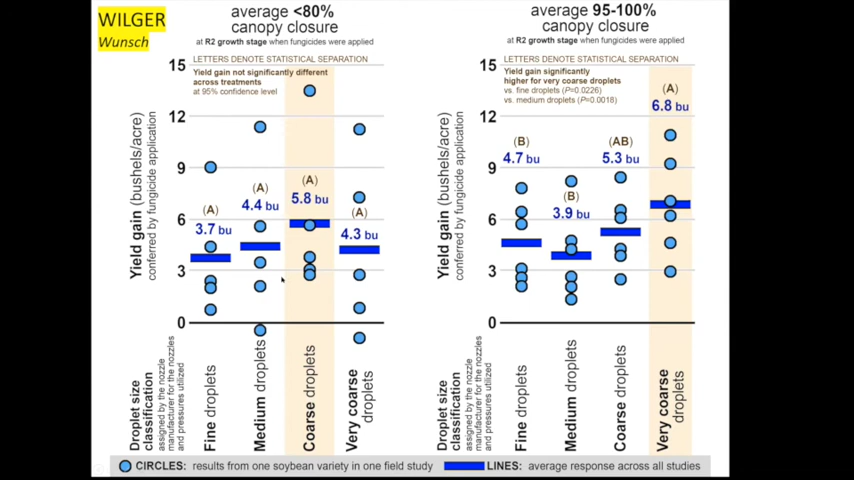 WILGER
Wunsch
average <80%
canopy closure
at R2 growth stage when fungicides were applied
LETTERS DENOTE STATISTICAL SEPARATION
Yield gain not significantly different
across treatments
at 95% confidence level
Yield gain (bushels/acre)
conferred by fungicide application
15
12
9
6
3
0
(A)
3.7 bu
(A)
4.4 bu
(A)
5.8 bu
(A)
4.3 bu
Droplet size
classification
assigned by the nozzle
manufacturer for the nozzles
and pressures utilized
Fine droplets
Medium droplets
Coarse droplets
Very coarse
droplets
average 95-100%
canopy closure
at R2 growth stage when fungicides were applied
LETTERS DENOTE STATISTICAL SEPARATION
Yield gain significantly
higher for very coarse droplets
vs. fine droplets (P=0.0226)
vs. medium droplets (P=0.0018)
Yield gain (bushels/acre)
conferred by fungicide application
15
12
9
6
3
0
(B)
4.7 bu
(B)
3.9 bu
(AB)
5.3 bu
(A)
6.8 bu
Droplet size
classification
assigned by the nozzle
manufacturer for the nozzles
and pressures utilized
Fine droplets
Medium droplets
Coarse droplets
Very coarse
droplets
CIRCLES: results from one soybean variety in one field study
LINES: average response across all studies